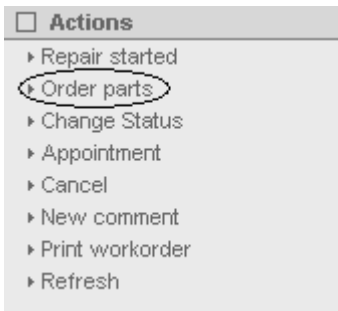 Actions
Repair started
Order parts
Change Status
Appointment
Cancel
New comment
Print workorder
Refresh